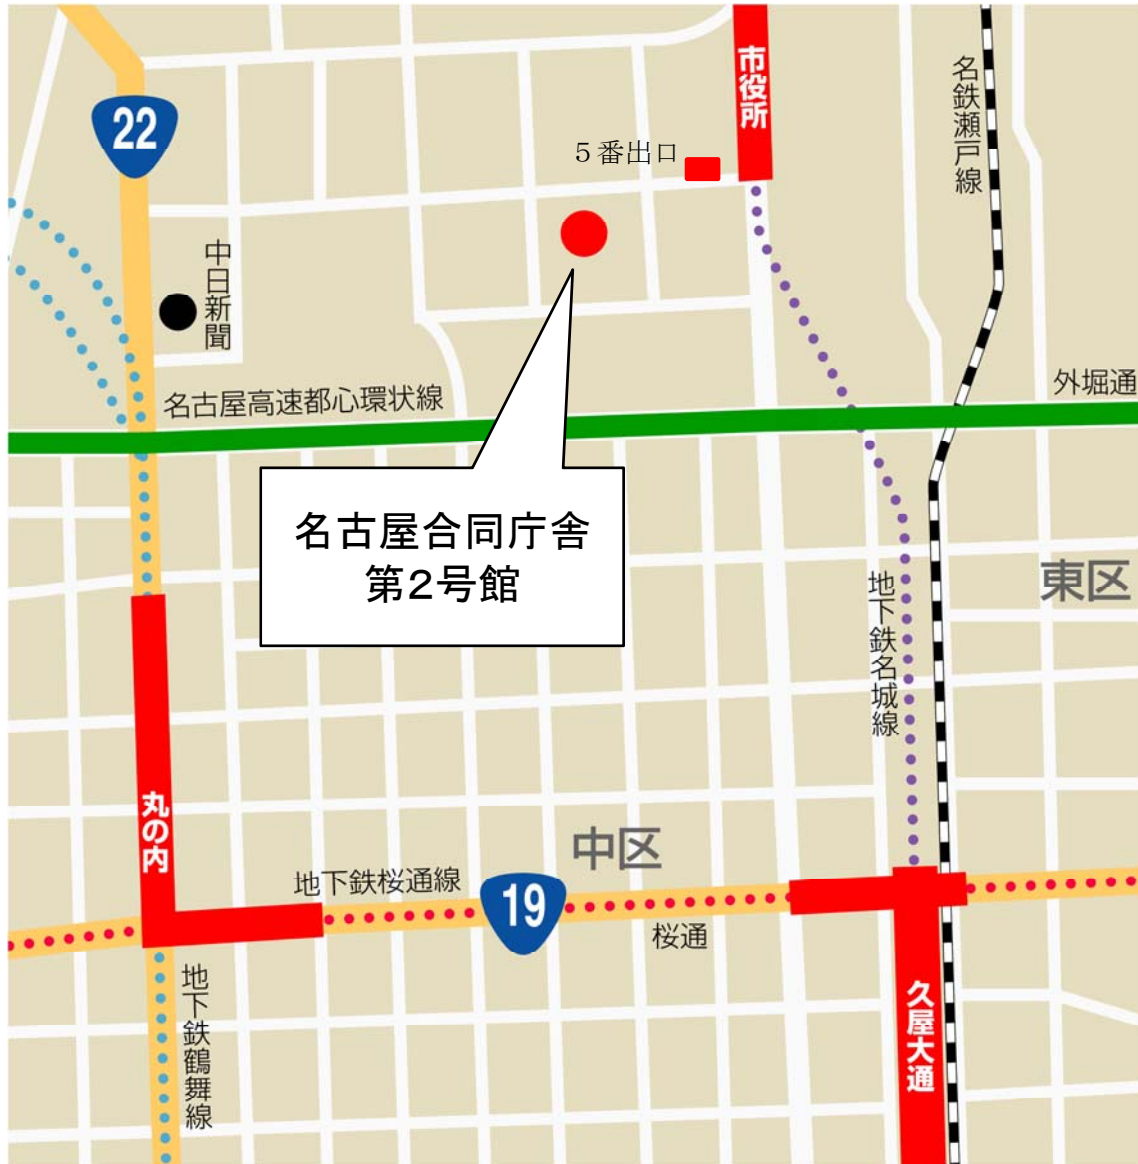 市役所
名鉄瀬戸線
22
５番出口
中日新聞
名古屋高速都心環状線
外堀通
名古屋合同庁舎
第２号館
東区
地下鉄名城線
丸の内
中区
地下鉄桜通線
19
桜通
地下鉄鶴舞線
久屋大通